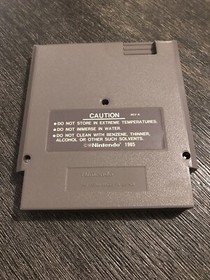 CAUTION
●DO NOT STORE IN EXTREME TEMPERATURES.
●DO NOT IMMERSE IN WATER.
●DO NOT CLEAN WITH BENZENE, THINNER,
ALCOHOL OR OTHER SUCH SOLVENTS.
Nintendo 1985
Nintendo